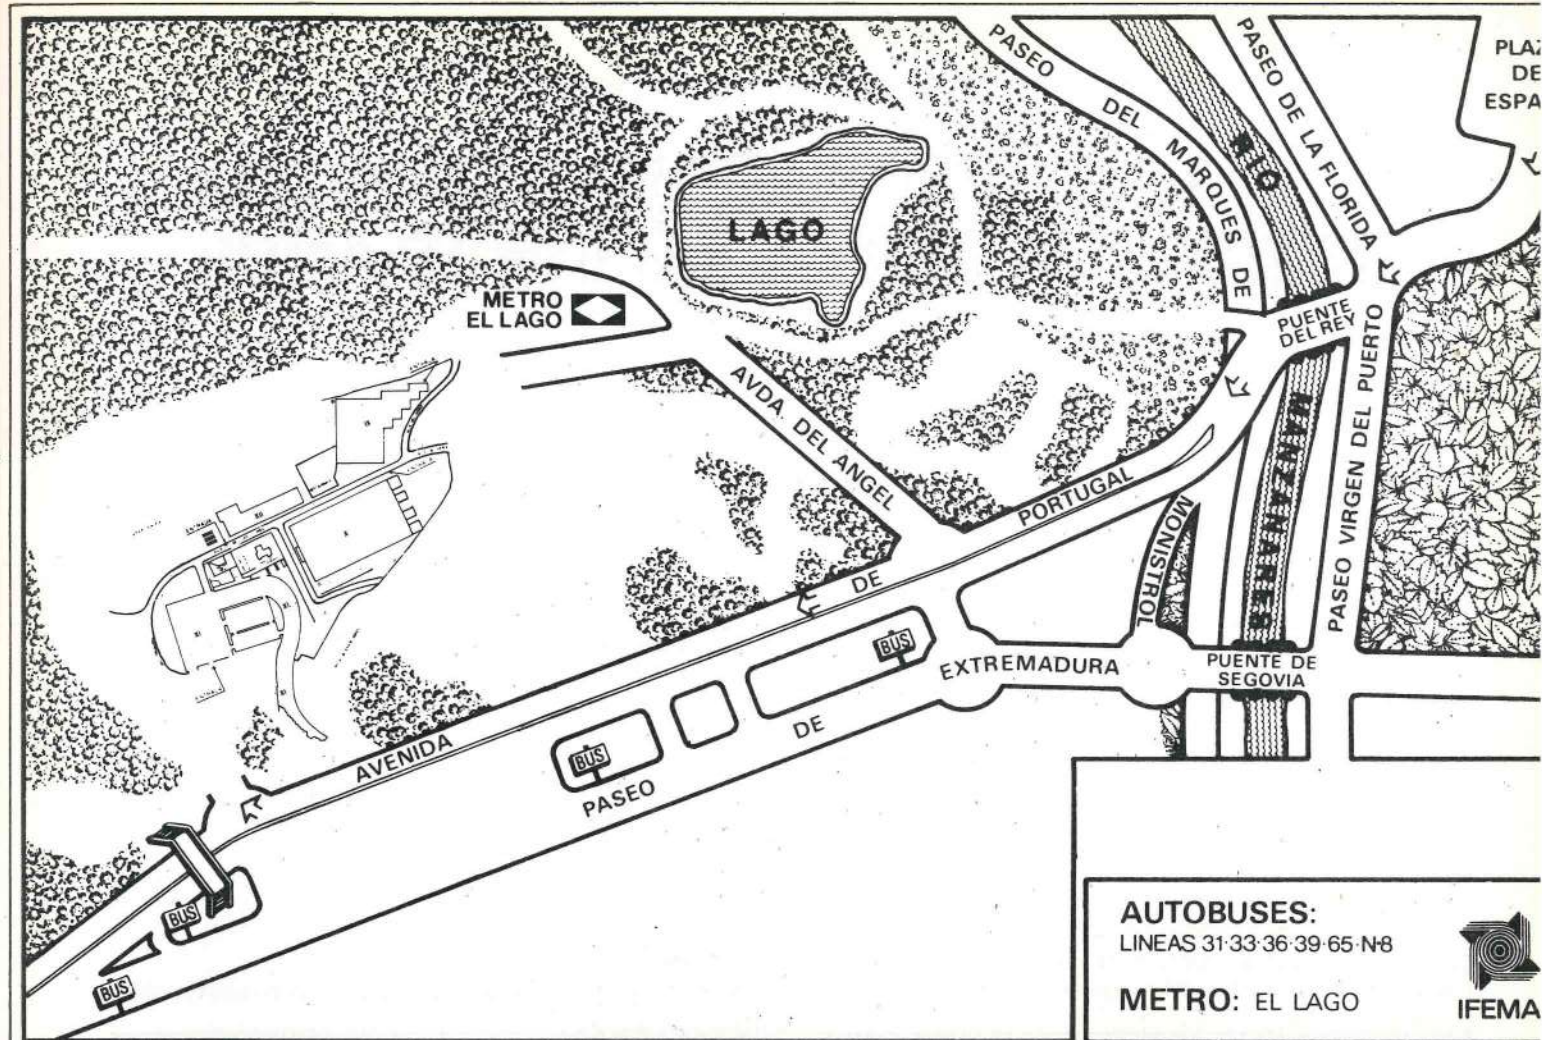 PASEO DEL MARQUES DE
MONISTROL
RÍO
MANZANARES
PASEO DE LA FLORIDA
PLAZ
DE
ESPA
LAGO
METRO
EL LAGO
PUENTE
DEL REY
PASEO VIRGEN DEL PUERTO
AVDA. DEL ANGEL
AVENIDA DE PORTUGAL
PASEO DE EXTREMADURA
PUENTE DE
SEGOVIA
BUS
BUS
BUS
BUS
AUTOBUSES:
LINEAS 31·33·36·39·65·N-8
METRO: EL LAGO
IFEMA